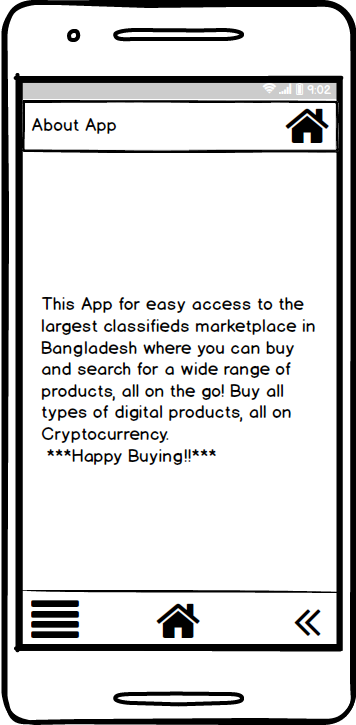 9:02
About App
This App for easy access to the
largest classifieds marketplace in
Bangladesh where you can buy
and search for a wide range of
products, all on the go! Buy all
types of digital products, all on
Cryptocurrency.
***Happy Buying!!***